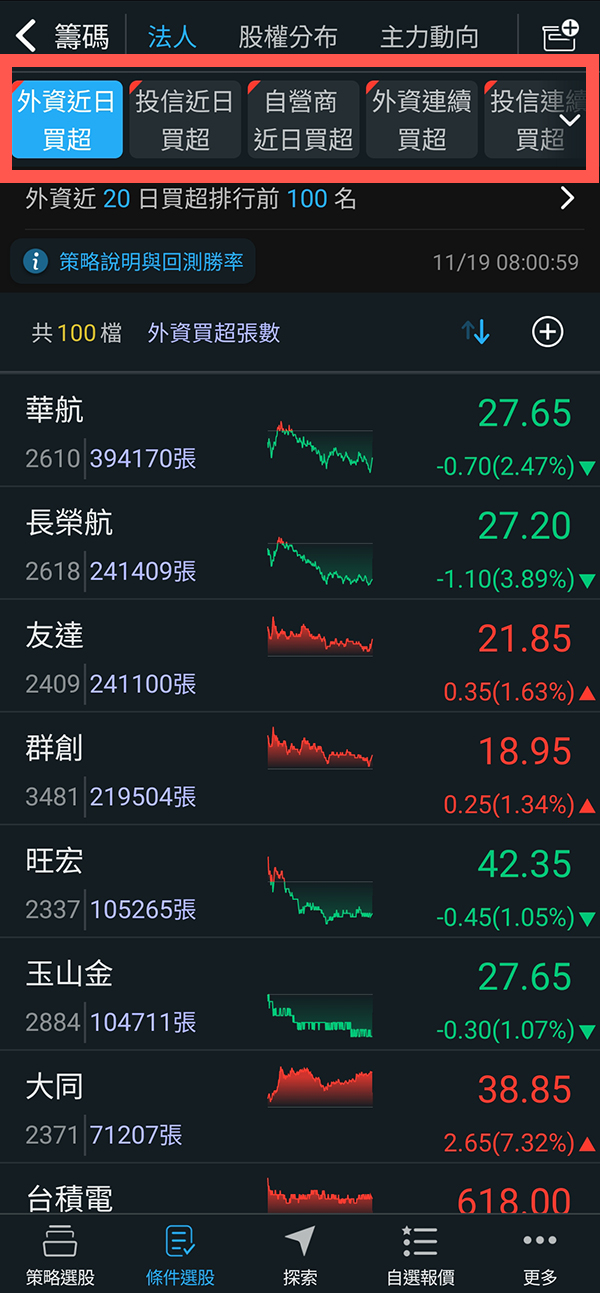 籌碼 法人 股權分布 主力動向
外資近日 投信近日 自營商 外資連續 投信連續
買超 買超 近日買超 買超 買超
外資近 20 日買超排行前 100 名
策略說明與回測勝率 11/19 08:00:59
共100檔 外資買超張數
華航 27.65
2610 394170張 -0.70(2.47%)▼
長榮航 27.20
2618 241409張 -1.10(3.89%)▼
友達 21.85
2409 241100張 0.35(1.63%)▲
群創 18.95
3481 219504張 0.25(1.34%)▲
旺宏 42.35
2337 105265張 -0.45(1.05%)▼
玉山金 27.65
2884 104711張 -0.30(1.07%)▼
大同 38.85
2371 71207張 2.65(7.32%)▲
台積電 618.00
策略選股 條件選股 探索 自選報價 更多